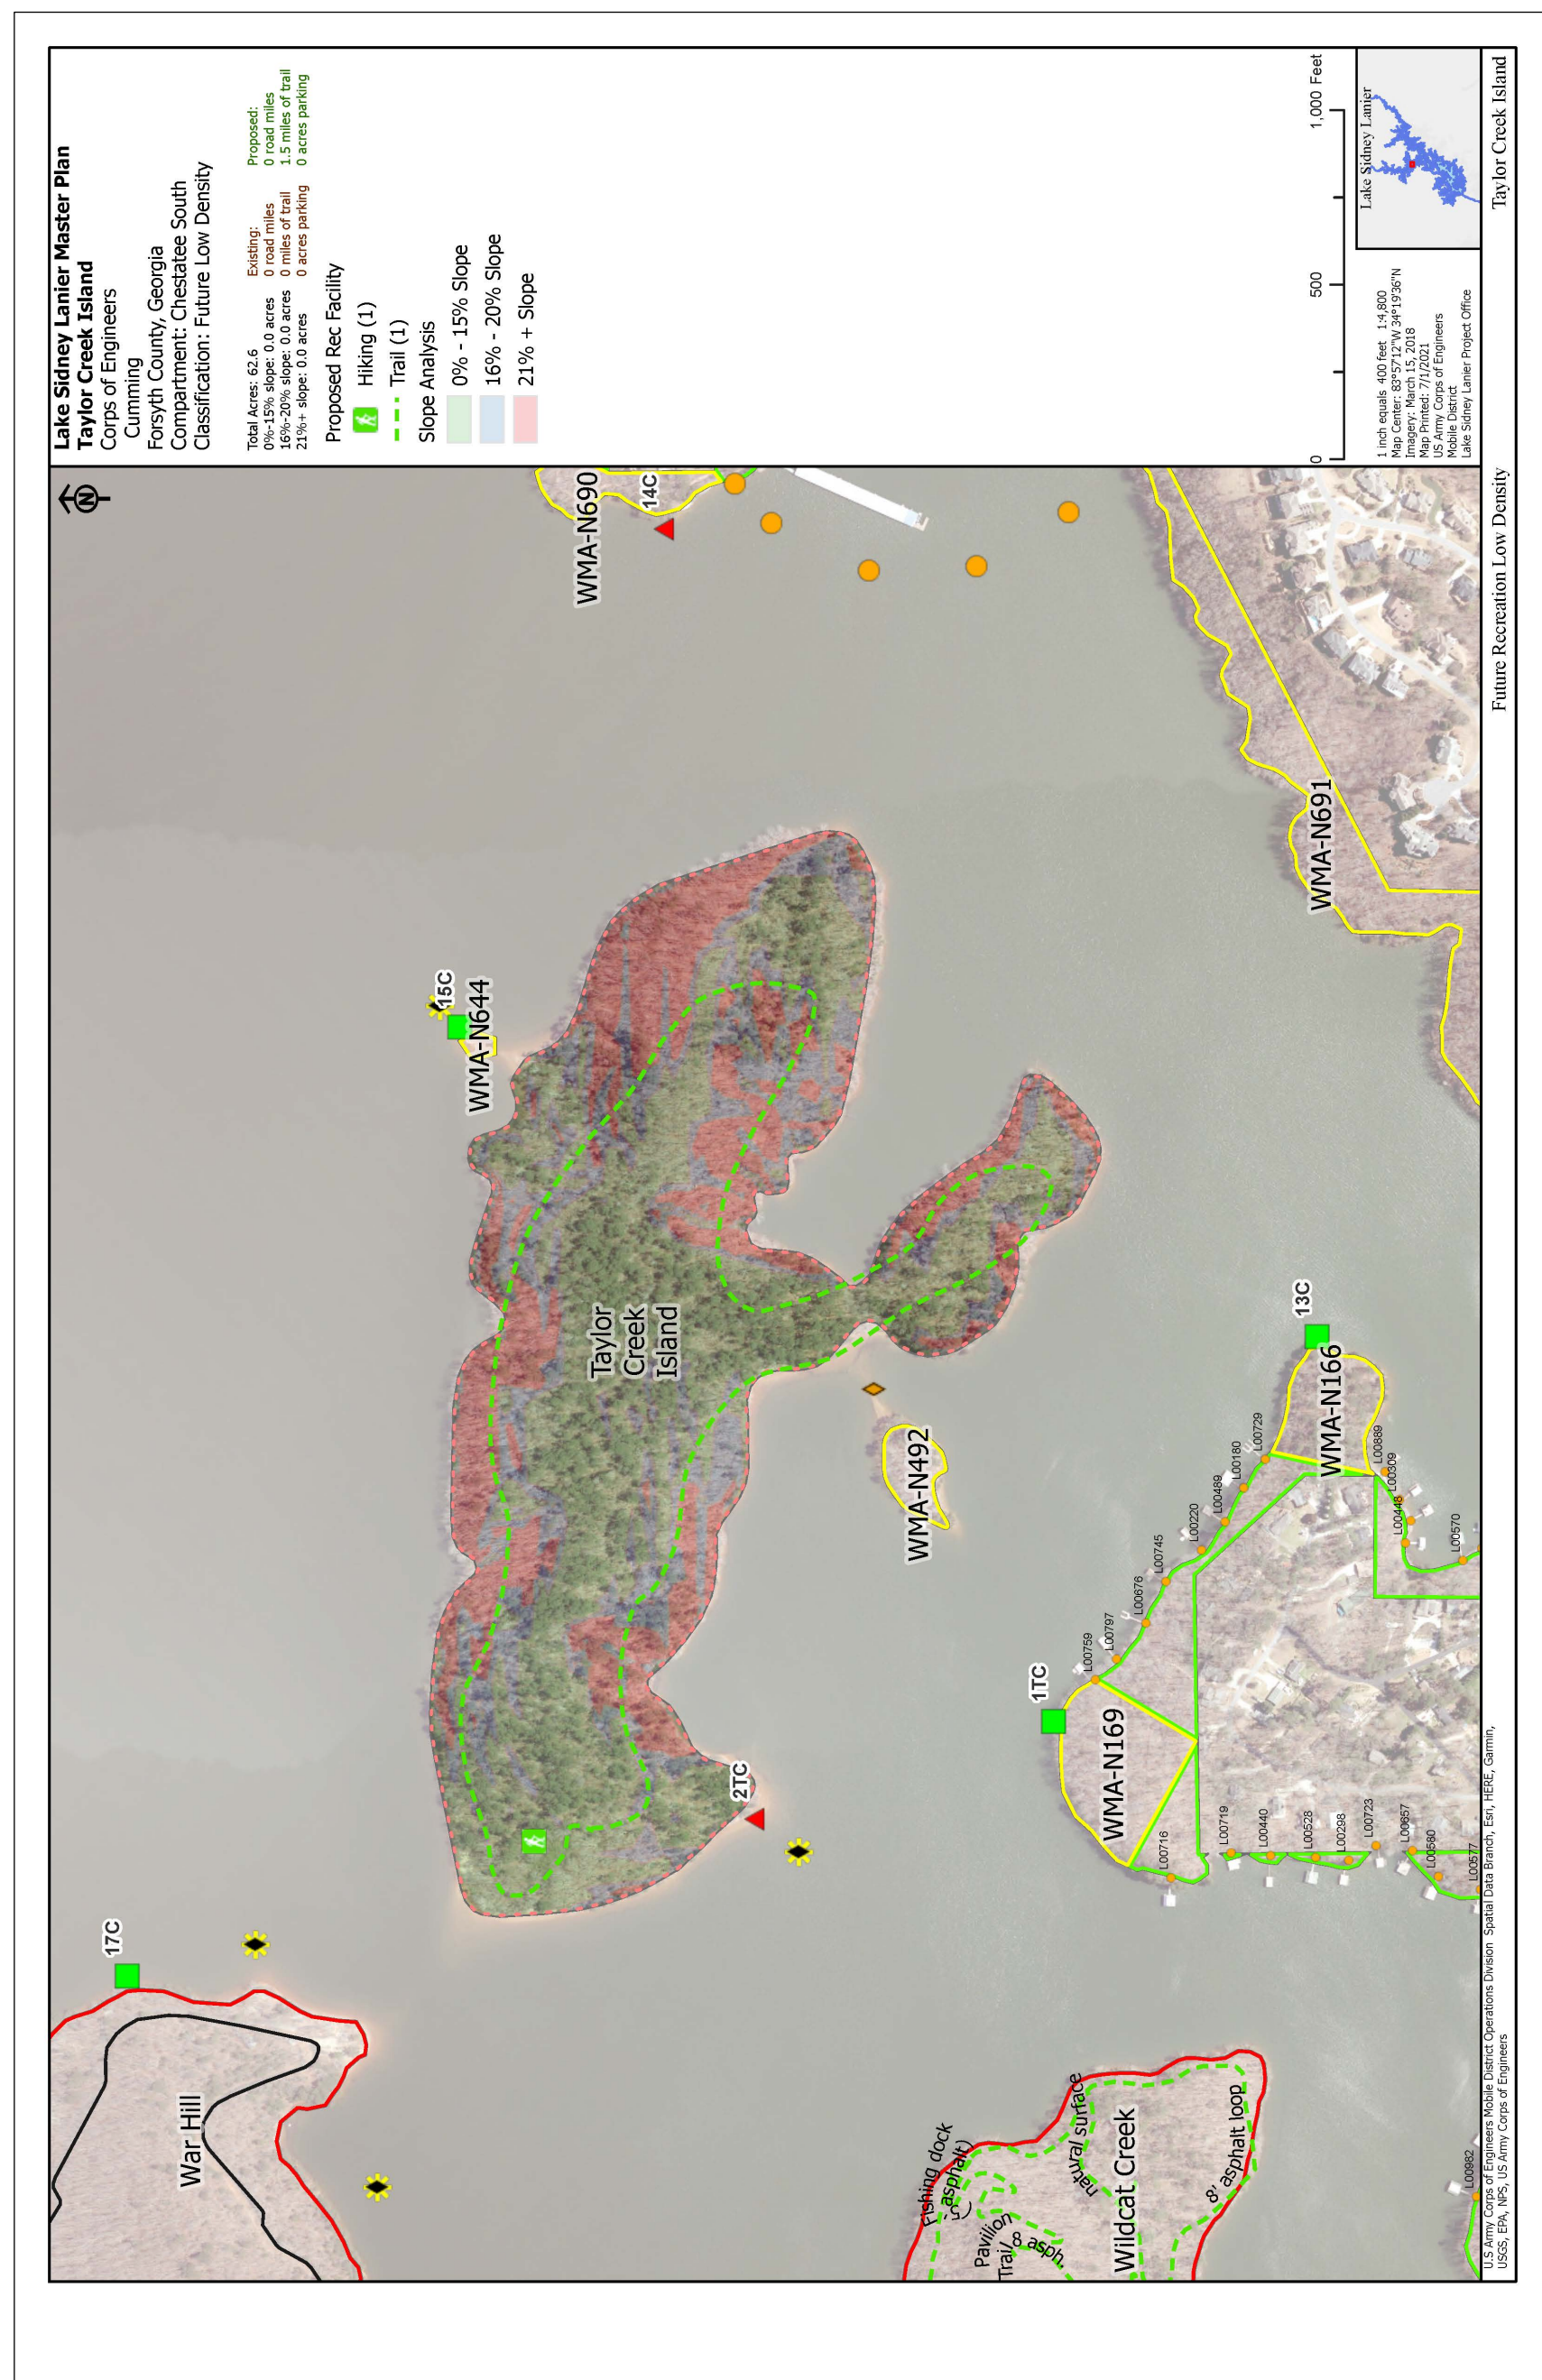 Lake Sidney Lanier Master Plan
Taylor Creek Island
Corps of Engineers
Cumming
Forsyth County, Georgia
Compartment: Chestatee South
Classification: Future Low Density
Total Acres: 62.6
0%-15% slope: 0.0 acres
16%-20% slope: 0.0 acres
21%+ slope: 0.0 acres
Existing:
0 road miles
0 miles of trail
0 acres parking
Proposed:
0 road miles
1.5 miles of trail
0 acres parking
Proposed Rec Facility
Hiking (1)
Trail (1)
Slope Analysis
0% - 15% Slope
16% - 20% Slope
21% + Slope
0
500
1,000 Feet
1 inch equals 400 feet 1:4,800
Map Center: 83°57'12"W 34°19'36"N
Imagery: March 15, 2018
Map Printed: 7/1/2021
US Army Corps of Engineers
Mobile District
Lake Sidney Lanier Project Office
Lake Sidney Lanier
N
War Hill
17C
15C
WMA-N644
WMA-N690
14C
Taylor
Creek
Island
2TC
WMA-N492
1TC
WMA-N169
13C
WMA-N166
WMA-N691
L00759
L00797
L00676
L00745
L00220
L00489
L00180
L00729
L00889
L00309
L00448
L00570
L00716
L00719
L00440
L00528
L00298
L00723
L00657
L00580
L00577
L00982
Fishing dock
(5' asphalt)
natural surface
Pavilion
Trail
8' asph.
Wildcat Creek
8' asphalt loop
U.S Army Corps of Engineers Mobile District Operations Division Spatial Data Branch, Esri, HERE, Garmin,
USGS, EPA, NPS, US Army Corps of Engineers
Future Recreation Low Density
Taylor Creek Island